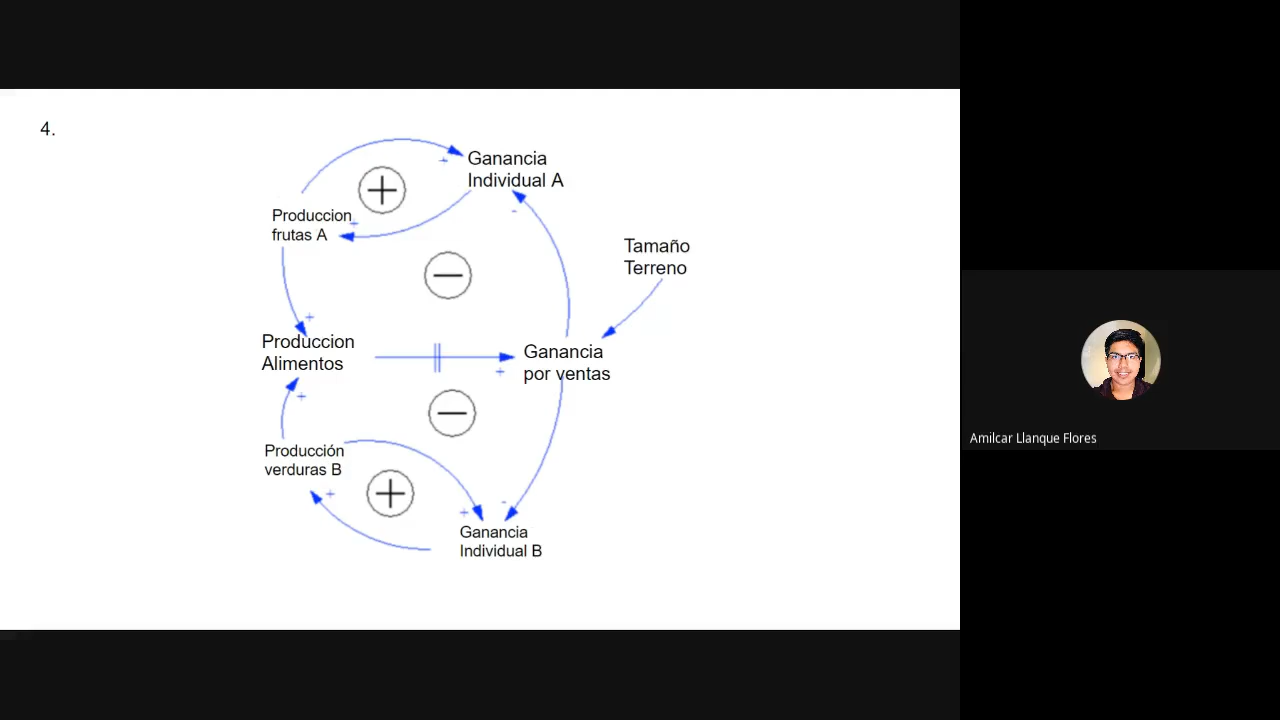 4.
Ganancia
Individual A
+
+
Produccion
frutas A
+
-
Tamaño
Terreno
−
+
Produccion
Alimentos
Ganancia
por ventas
+
+
−
Producción
verduras B
+
+
+
-
Ganancia
Individual B
Amilcar Llanque Flores